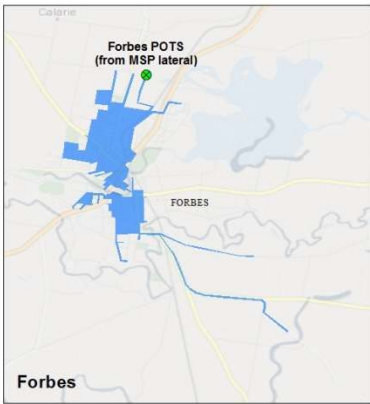 Calarie
Forbes POTS
(from MSP lateral)
FORBES
Forbes